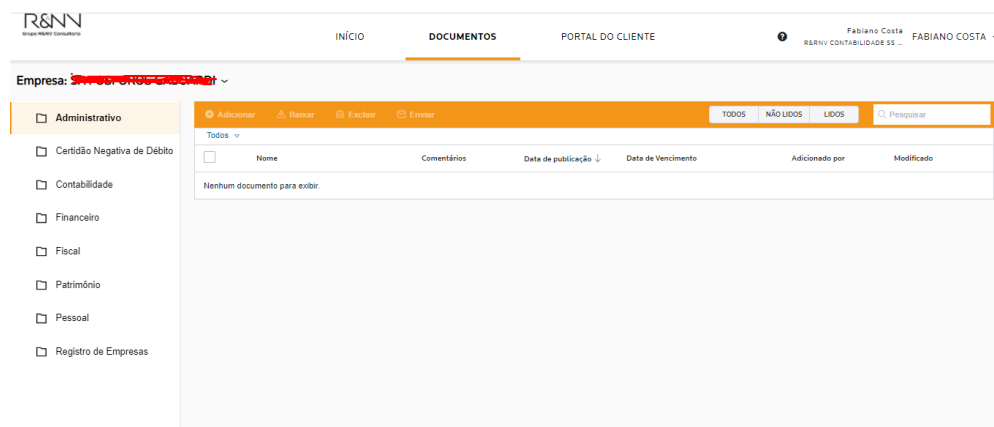 R&NN
Grupo R&NV Consultoria
INÍCIO
DOCUMENTOS
PORTAL DO CLIENTE
?
Fabiano Costa
R&RNV CONTABILIDADE SS ...
FABIANO COSTA
Empresa:
Administrativo
Certidão Negativa de Débito
Contabilidade
Financeiro
Fiscal
Patrimônio
Pessoal
Registro de Empresas
Adicionar Baixar Excluir Enviar TODOS NÃO LIDOS LIDOS Pesquisar
Todos
Nome Comentários Data de publicação ↓ Data de Vencimento Adicionado por Modificado
Nenhum documento para exibir.